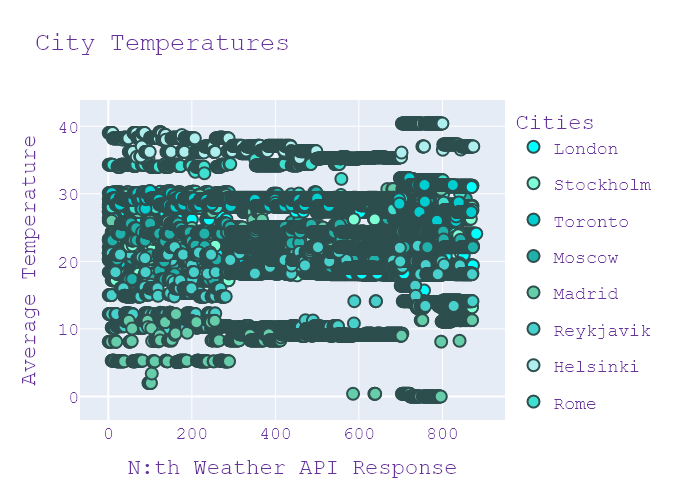 City Temperatures
Cities
London
Stockholm
Toronto
Moscow
Madrid
Reykjavik
Helsinki
Rome
Average Temperature
40
30
20
10
0
0 200 400 600 800
N:th Weather API Response